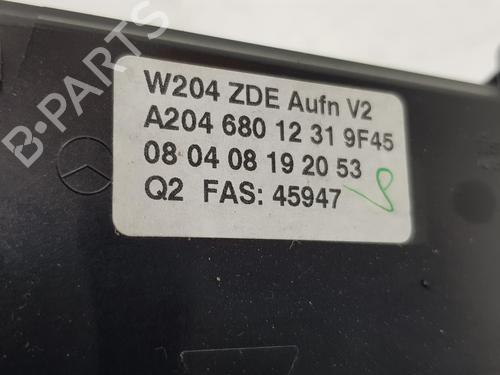 W204 ZDE Aufn V2
A204 680 12 31 9F45
08 04 08 19 20 53
Q2 FAS: 45947
B-PARTS